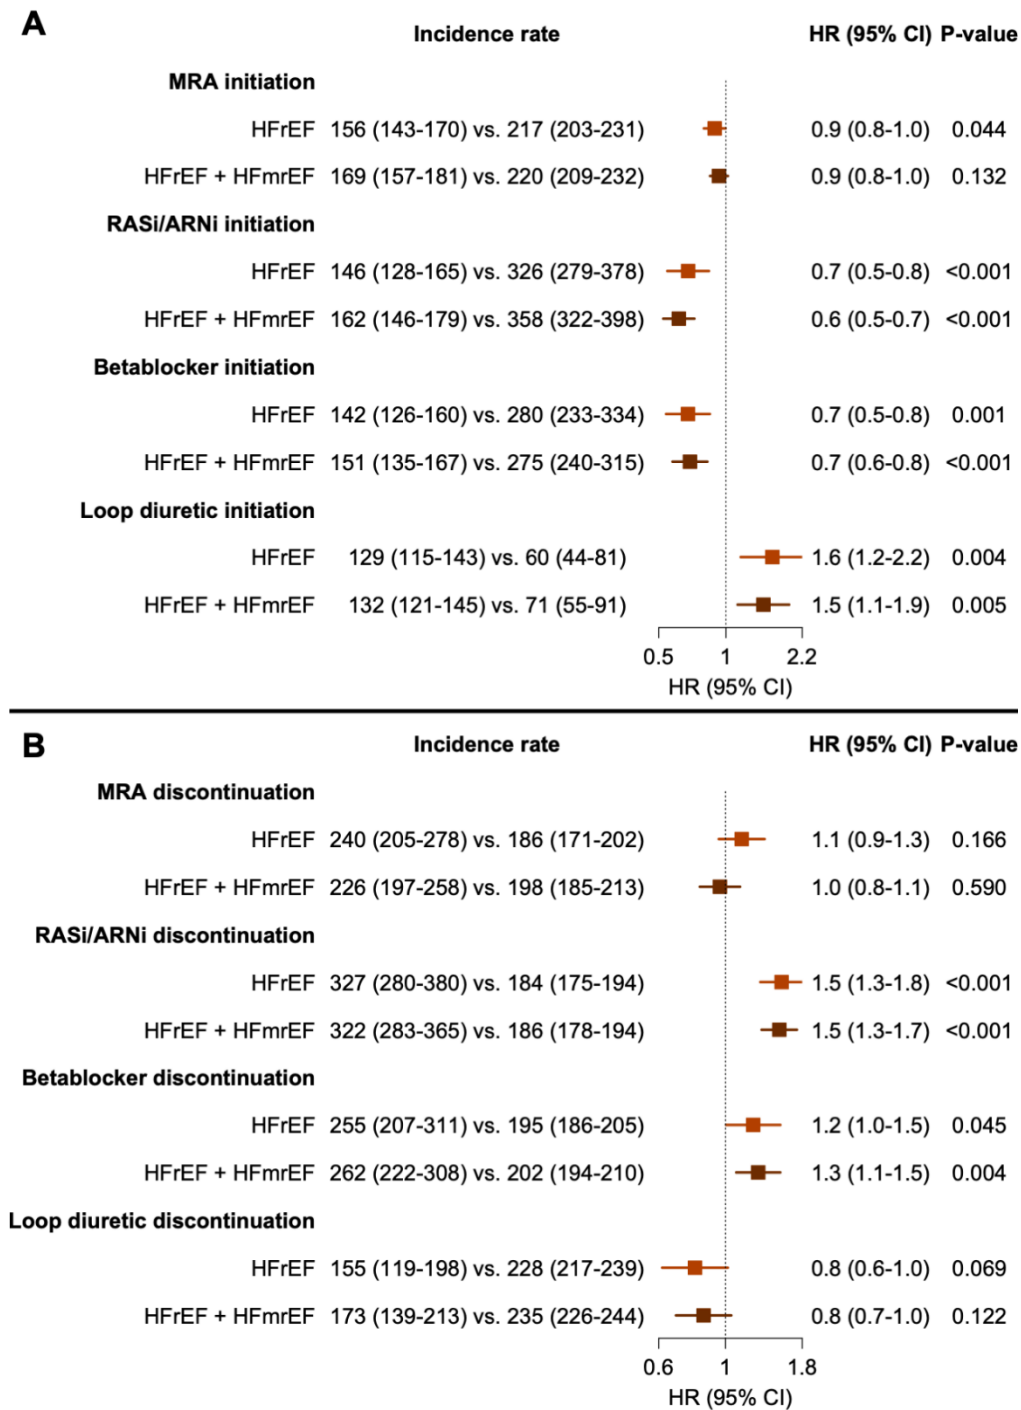 A
Incidence rate HR (95% CI) P-value
MRA initiation
HFrEF 156 (143-170) vs. 217 (203-231) 0.9 (0.8-1.0) 0.044
HFrEF + HFmrEF 169 (157-181) vs. 220 (209-232) 0.9 (0.8-1.0) 0.132
RASi/ARNi initiation
HFrEF 146 (128-165) vs. 326 (279-378) 0.7 (0.5-0.8) <0.001
HFrEF + HFmrEF 162 (146-179) vs. 358 (322-398) 0.6 (0.5-0.7) <0.001
Betablocker initiation
HFrEF 142 (126-160) vs. 280 (233-334) 0.7 (0.5-0.8) 0.001
HFrEF + HFmrEF 151 (135-167) vs. 275 (240-315) 0.7 (0.6-0.8) <0.001
Loop diuretic initiation
HFrEF 129 (115-143) vs. 60 (44-81) 1.6 (1.2-2.2) 0.004
HFrEF + HFmrEF 132 (121-145) vs. 71 (55-91) 1.5 (1.1-1.9) 0.005
0.5 1 2.2
HR (95% CI)
B
Incidence rate HR (95% CI) P-value
MRA discontinuation
HFrEF 240 (205-278) vs. 186 (171-202) 1.1 (0.9-1.3) 0.166
HFrEF + HFmrEF 226 (197-258) vs. 198 (185-213) 1.0 (0.8-1.1) 0.590
RASi/ARNi discontinuation
HFrEF 327 (280-380) vs. 184 (175-194) 1.5 (1.3-1.8) <0.001
HFrEF + HFmrEF 322 (283-365) vs. 186 (178-194) 1.5 (1.3-1.7) <0.001
Betablocker discontinuation
HFrEF 255 (207-311) vs. 195 (186-205) 1.2 (1.0-1.5) 0.045
HFrEF + HFmrEF 262 (222-308) vs. 202 (194-210) 1.3 (1.1-1.5) 0.004
Loop diuretic discontinuation
HFrEF 155 (119-198) vs. 228 (217-239) 0.8 (0.6-1.0) 0.069
HFrEF + HFmrEF 173 (139-213) vs. 235 (226-244) 0.8 (0.7-1.0) 0.122
0.6 1 1.8
HR (95% CI)